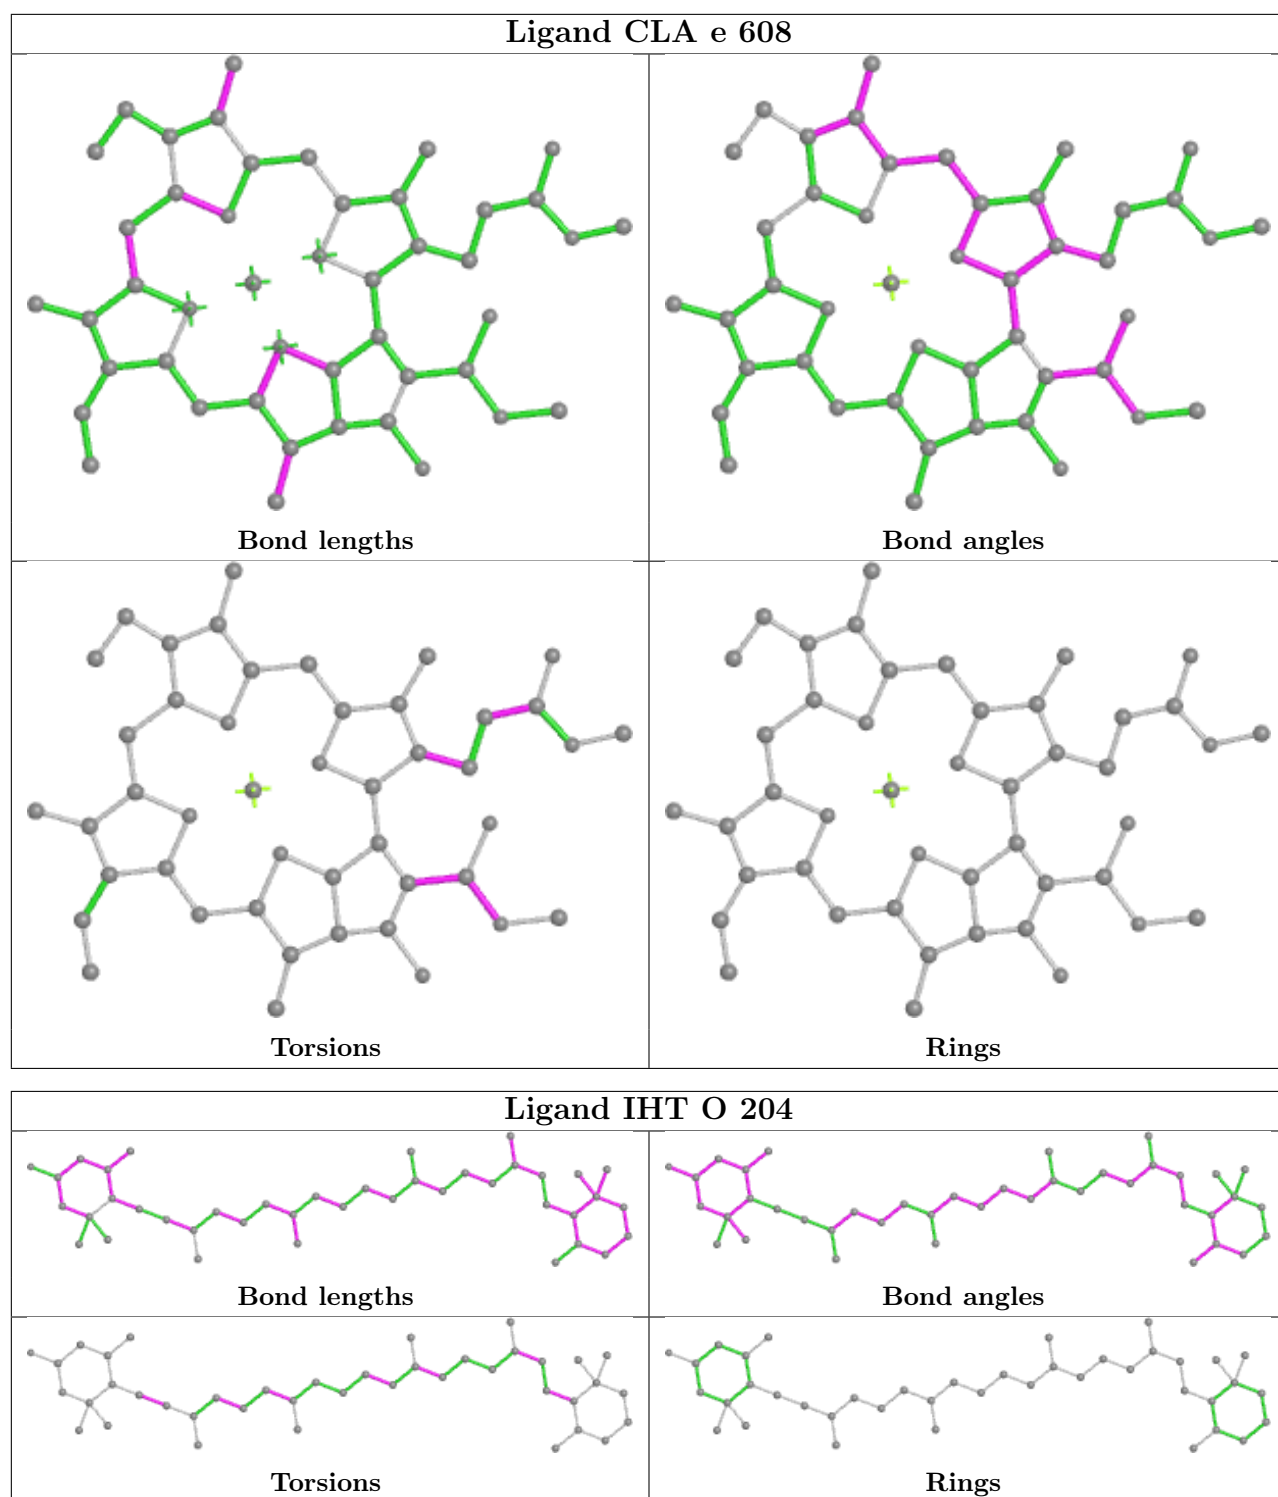 Ligand CLA e 608
Bond lengths
Bond angles
Torsions
Rings
Ligand IHT O 204
Bond lengths
Bond angles
Torsions
Rings